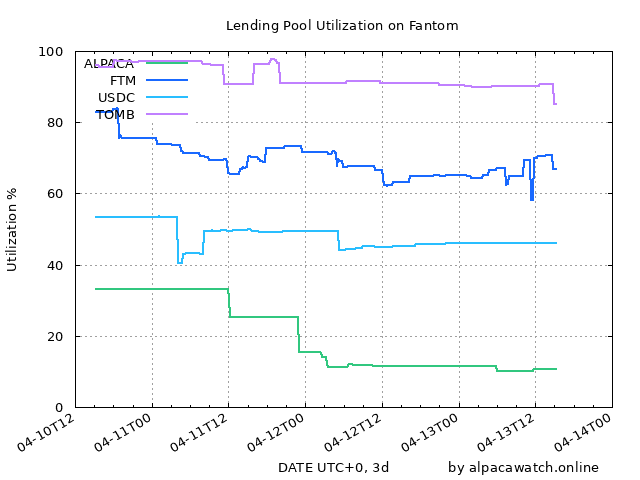 Lending Pool Utilization on Fantom
100
80
60
40
20
0
Utilization %
ALPACA
FTM
USDC
TOMB
04-10T12
04-11T00
04-11T12
04-12T00
04-12T12
04-13T00
04-13T12
04-14T00
DATE UTC+0, 3d
by alpacawatch.online